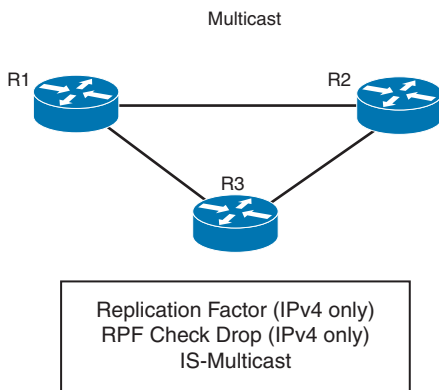 Multicast
R1
R2
R3
Replication Factor (IPv4 only)
RPF Check Drop (IPv4 only)
IS-Multicast